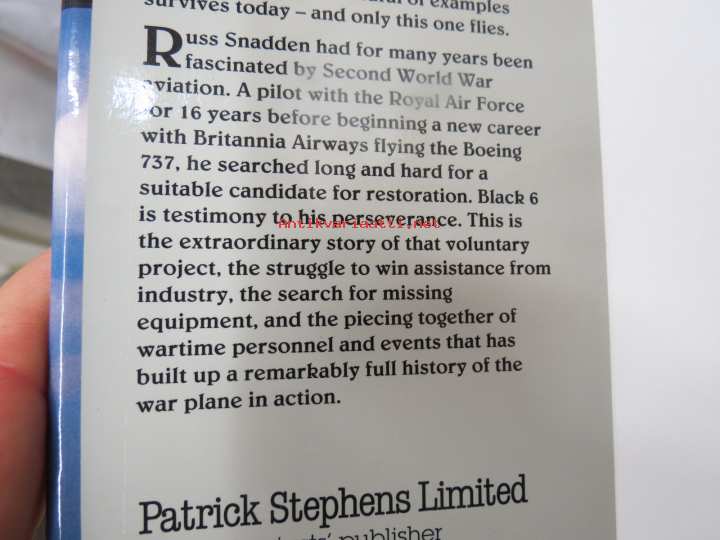 survives today – and only this one flies.
Russ Snadden had for many years been
fascinated by Second World War
aviation. A pilot with the Royal Air Force
for 16 years before beginning a new career
with Britannia Airways flying the Boeing
737, he searched long and hard for a
suitable candidate for restoration. Black 6
is testimony to his perseverance. This is
Antikvariaatti.net
the extraordinary story of that voluntary
project, the struggle to win assistance from
industry, the search for missing
equipment, and the piecing together of
wartime personnel and events that has
built up a remarkably full history of the
war plane in action.
Patrick Stephens Limited
publisher